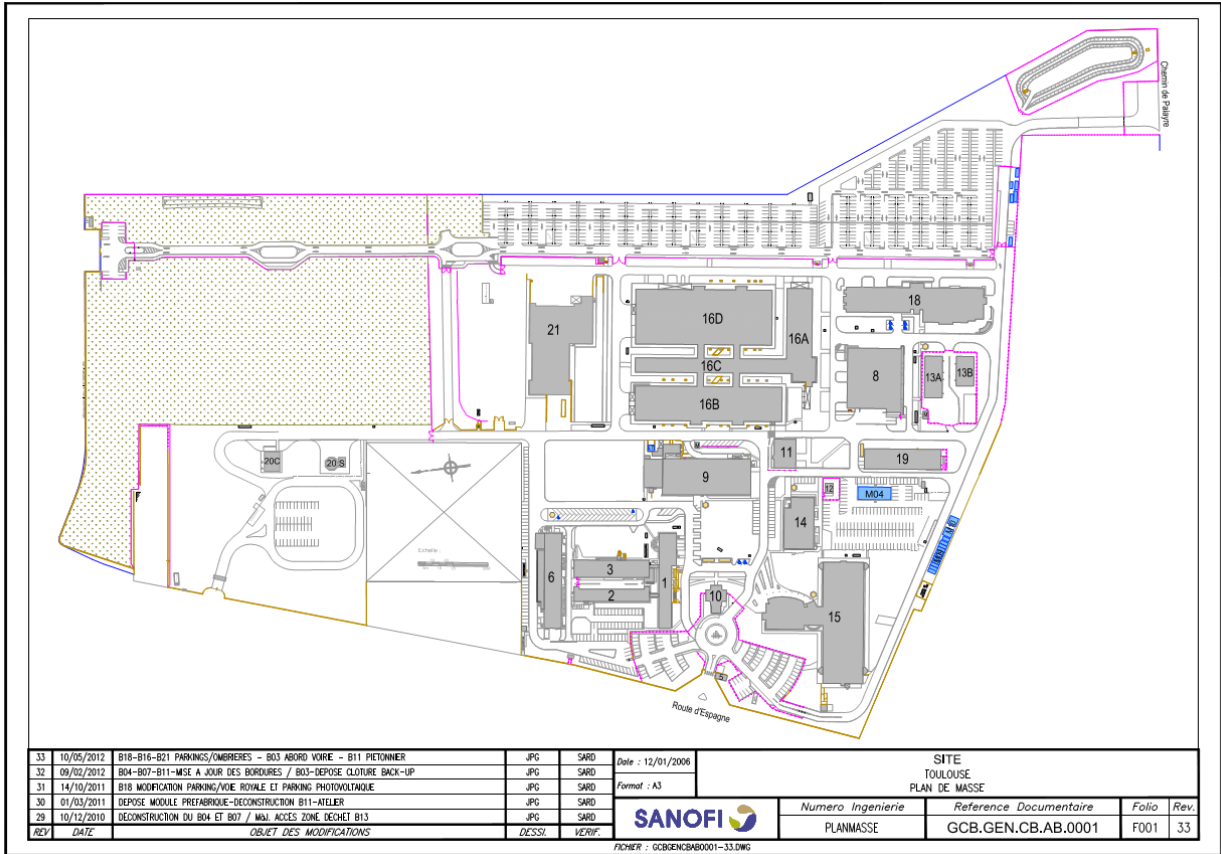 Chemin de Palayre
18
16D
21
16A
16C
8
13A
13B
16B
11
19
20C
20 S
9
12
M04
14
Echelle :
3
6
1
2
10
15
5
Route d'Espagne
33 10/05/2012 B18-B16-B21 PARKINGS/OMBRIERES - B03 ABORD VOIRIE - B11 PIETONNIER JPG SARD
32 09/02/2012 B04-B07-B11-MISE A JOUR DES BORDURES / B03-DEPOSE CLOTURE BACK-UP JPG SARD
31 14/10/2011 B18 MODIFICATION PARKING/VOIE ROYALE ET PARKING PHOTOVOLTAIQUE JPG SARD
30 01/03/2011 DEPOSE MODULE PREFABRIQUE-DECONSTRUCTION B11-ATELIER JPG SARD
29 10/12/2010 DÉCONSTRUCTION DU B04 ET B07 / MàJ. ACCÈS ZONE DECHET B13 JPG SARD
REV DATE OBJET DES MODIFICATIONS DESSI. VERIF.
Date : 12/01/2006
Format : A3
SANOFI
SITE
TOULOUSE
PLAN DE MASSE
Numero Ingenierie Reference Documentaire Folio Rev.
PLANMASSE GCB.GEN.CB.AB.0001 F001 33
FICHIER : GCBGENCBAB0001-33.DWG